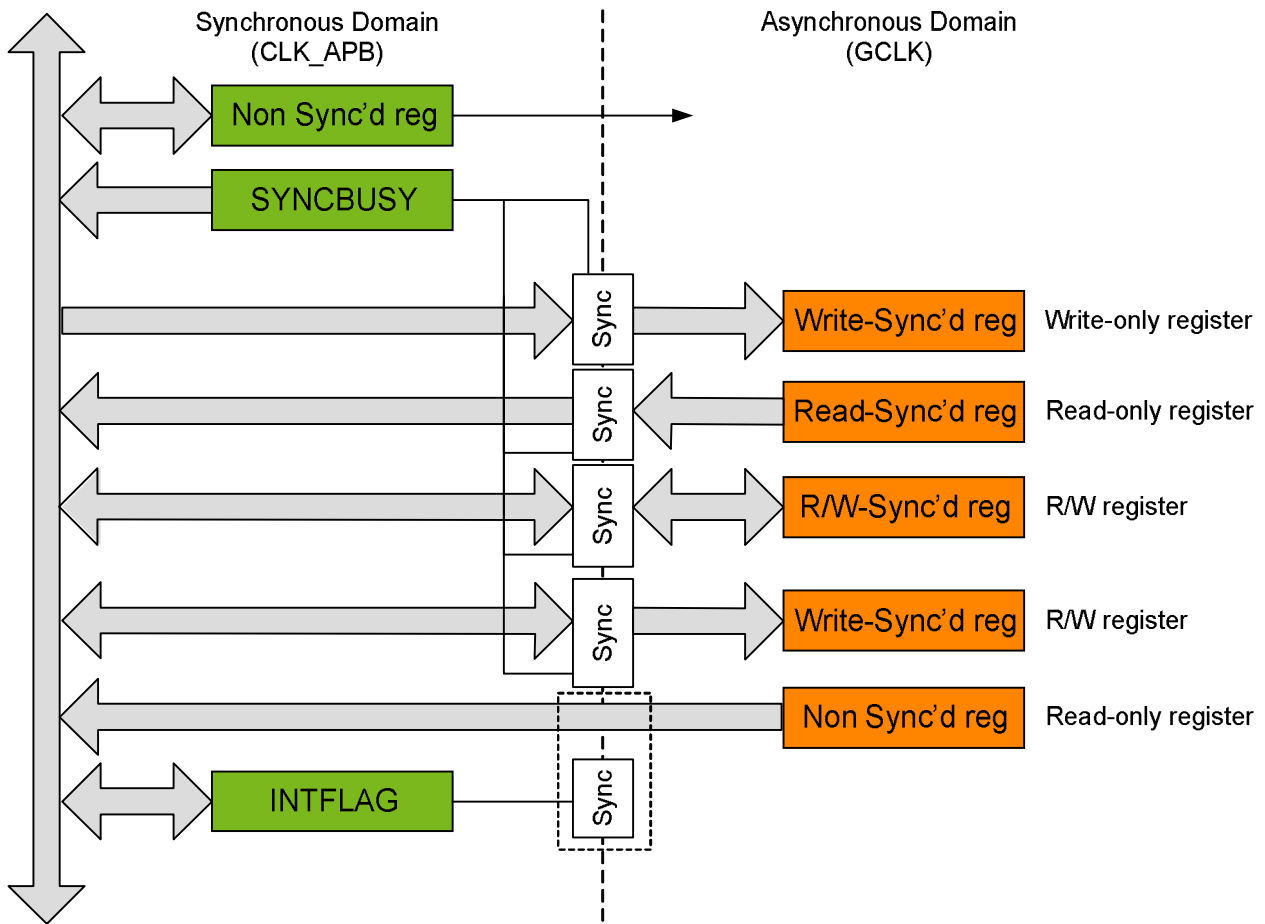 Synchronous Domain
(CLK_APB)
Asynchronous Domain
(GCLK)
Non Sync’d reg
SYNCBUSY
Sync
Write-Sync’d reg
Write-only register
Sync
Read-Sync’d reg
Read-only register
Sync
R/W-Sync’d reg
R/W register
Sync
Write-Sync’d reg
R/W register
Non Sync’d reg
Read-only register
INTFLAG
Sync